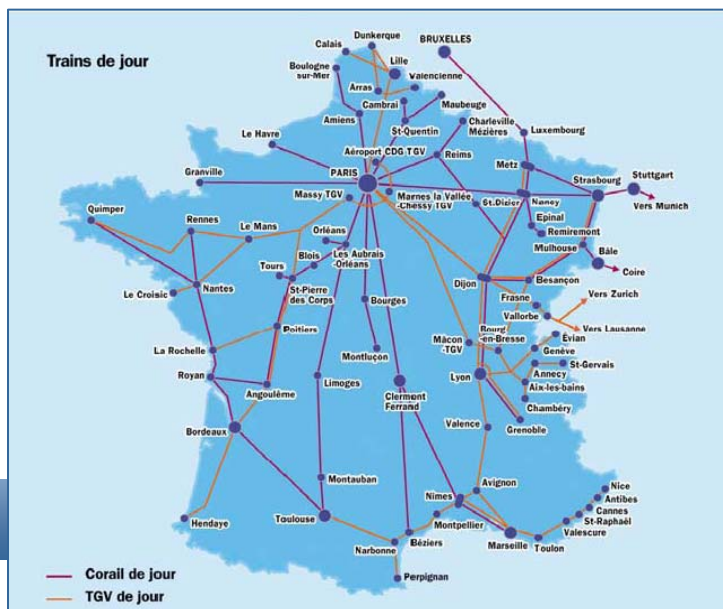 Trains de jour
Dunkerque
Calais
BRUXELLES
Lille
Boulogne
sur-Mer
Valencienne
Arras
Cambrai
Maubeuge
Amiens
Charleville
Mézières
St-Quentin
Luxembourg
Le Havre
Aéroport CDG TGV
Reims
Metz
PARIS
Strasbourg
Stuttgart
Granville
Massy TGV
Marnes la Vallée
-Chessy TGV
St.Dizier
Nancy
Vers Munich
Quimper
Rennes
Le Mans
Orléans
Epinal
Remiremont
Mulhouse
Bâle
Blois
Les Aubrais
-Orléans
Coire
Tours
St-Pierre
des Corps
Dijon
Besançon
Le Croisic
Nantes
Bourges
Frasne
Vers Zurich
Vallorbe
Poitiers
Vers Lausanne
Mâcon
-TGV
Bourg
-en-Bresse
Évian
La Rochelle
Montluçon
Genève
St-Gervais
Royan
Limoges
Lyon
Annecy
Angoulème
Clermont
Ferrand
Aix-les-bains
Chambéry
Bordeaux
Valence
Grenoble
Montauban
Avignon
Nice
Nimes
Antibes
Cannes
Toulouse
St-Raphaël
Hendaye
Montpellier
Valescure
Béziers
Marseille
Toulon
Narbonne
Perpignan
Corail de jour
TGV de jour